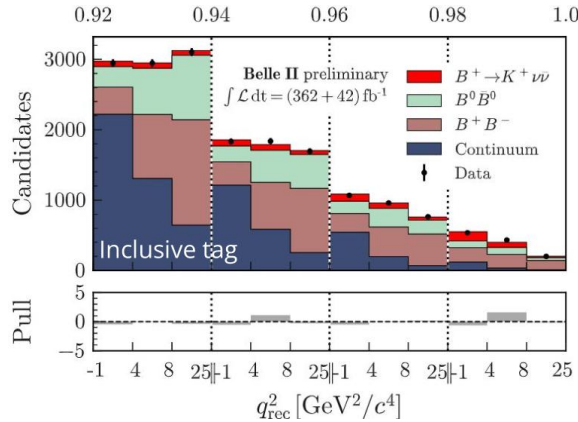 0.92 0.94 0.96 0.98 1.0
3000
2000
1000
0
Candidates
Belle II preliminary
∫ℒdt = (362 + 42) fb⁻¹
B⁺→K⁺νν̄
B⁰B̄⁰
B⁺B⁻
Continuum
Data
Inclusive tag
Pull
5
0
−5
-1 4 8 25 -1 4 8 25 -1 4 8 25 -1 4 8 25
q²rec [GeV²/c⁴]